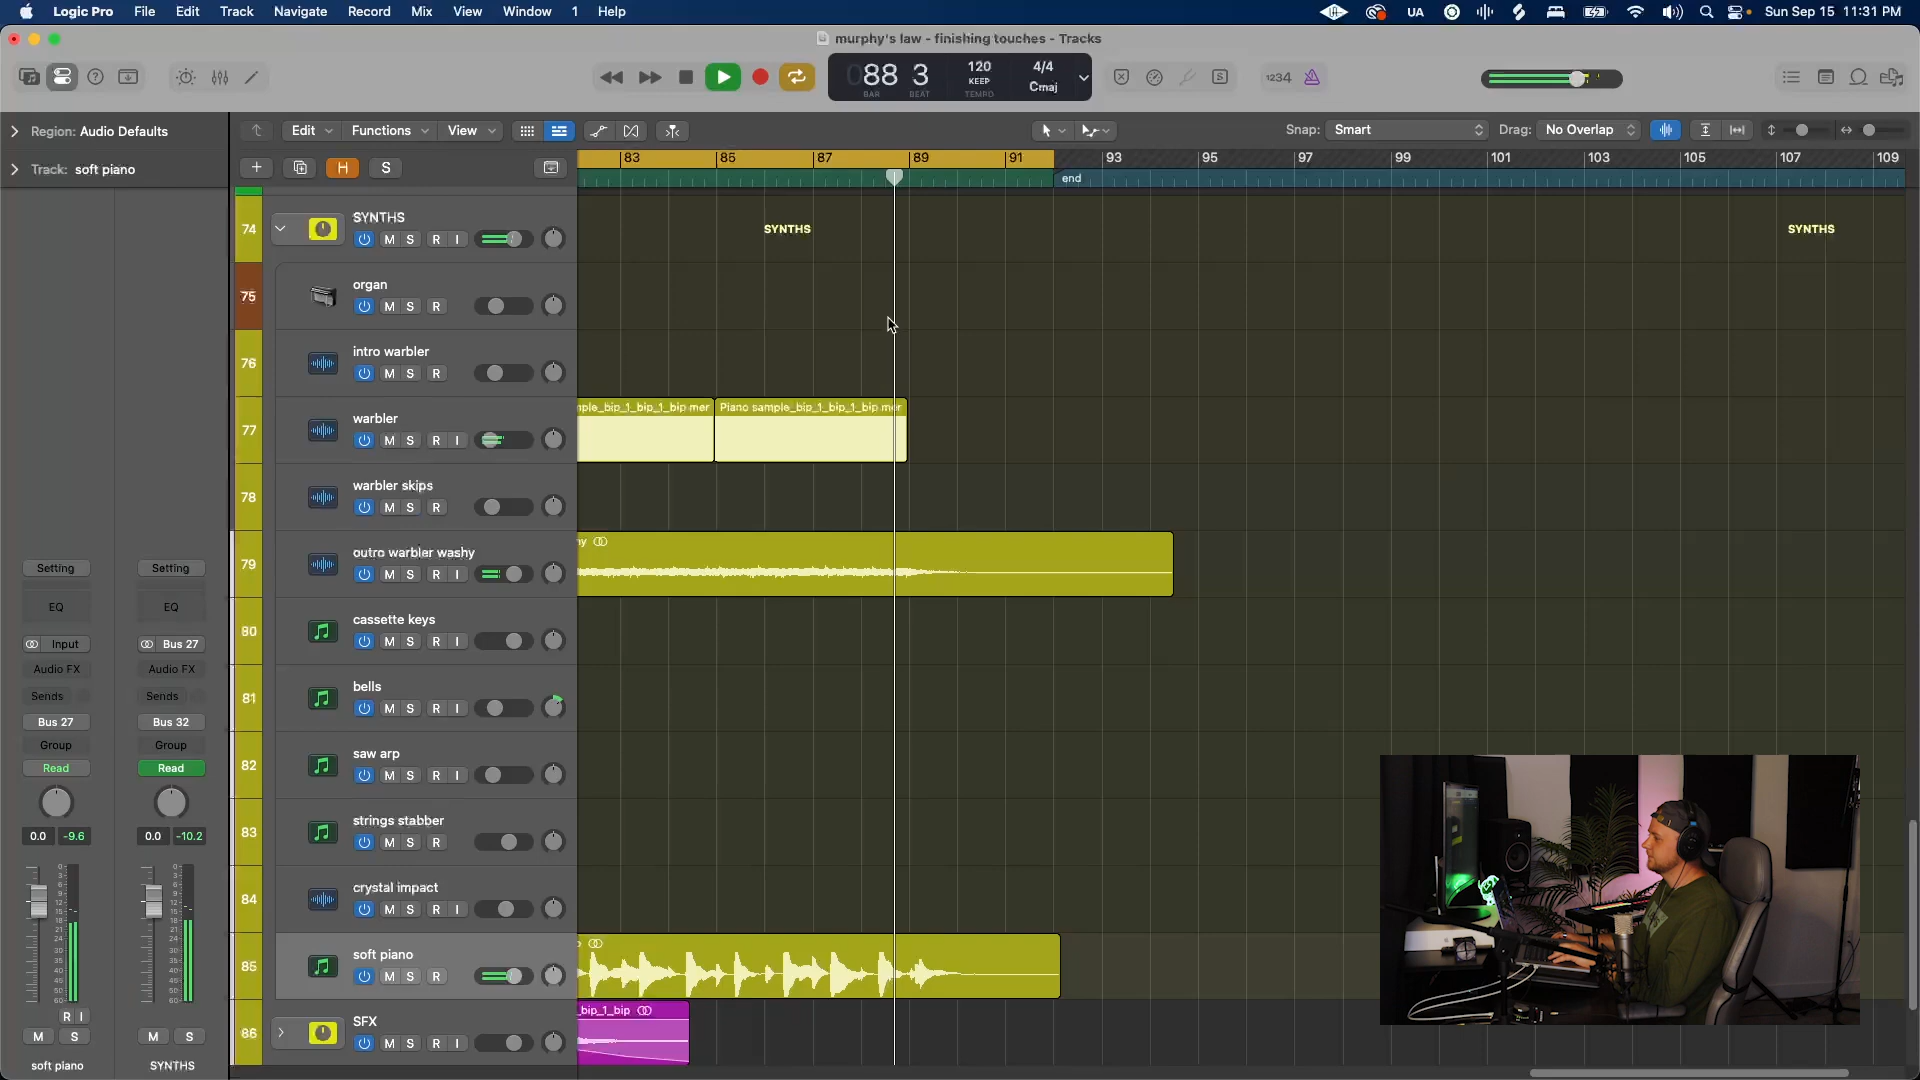 Logic Pro File Edit Track Navigate Record Mix View Window 1 Help
UA Sun Sep 15 11:31 PM
murphy's law - finishing touches - Tracks
88 3 120 4/4
KEEP Cmaj
BAR BEAT TEMPO
1234
Region: Audio Defaults
Edit Functions View
Snap: Smart Drag: No Overlap
Track: soft piano
H S
83 85 87 89 91 93 95 97 99 101 103 105 107 109
end
74 SYNTHS
M S R I
SYNTHS SYNTHS
75 organ
M S R
76 intro warbler
M S R
77 warbler
M S R I
mple_bip_1_bip_1_bip mer Piano sample_bip_1_bip_1_bip mer
78 warbler skips
M S R
79 outro warbler washy
M S R I
hy
80 cassette keys
M S R I
81 bells
M S R I
82 saw arp
M S R I
83 strings stabber
M S R
84 crystal impact
M S R I
85 soft piano
M S R
86 SFX
M S R I
_bip_1_bip
Setting Setting
EQ EQ
Input Bus 27
Audio FX Audio FX
Sends Sends
Bus 27 Bus 32
Group Group
Read Read
0.0 -9.6 0.0 -10.2
R I
M S M S
soft piano SYNTHS